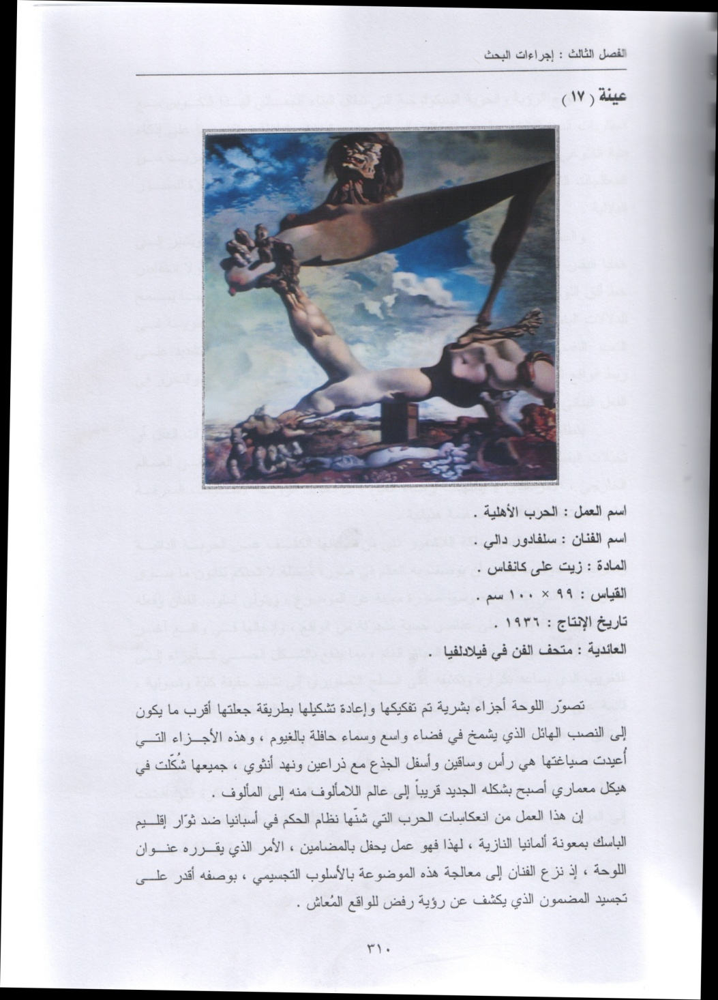 الفصل الثالث : إجراءات البحث
عينة ( ١٧ )
اسم العمل : الحرب الأهلية .
اسم الفنان : سلفادور دالي .
المادة : زيت على كانفاس .
القياس : ٩٩ × ١٠٠ سم .
تاريخ الإنتاج : ١٩٣٦ .
العائدية : متحف الفن في فيلادلفيا .
تصوّر اللوحة أجزاء بشرية تم تفكيكها وإعادة تشكيلها بطريقة جعلتها أقرب ما يكون
إلى النصب الهائل الذي يشمخ في فضاء واسع وسماء حافلة بالغيوم ، وهذه الأجـــزاء التـــي
أُعيدت صياغتها هي رأس وساقين وأسفل الجذع مع ذراعين ونهد أنثوي ، جميعها شُكّلت في
هيكل معماري أصبح بشكله الجديد قريباً إلى عالم اللامألوف منه إلى المألوف .
إن هذا العمل من انعكاسات الحرب التي شنّها نظام الحكم في أسبانيا ضد ثوّار إقلـــيم
الباسك بمعونة ألمانيا النازية ، لهذا فهو عمل يحفل بالمضامين ، الأمر الذي يقـــرره عنـــوان
اللوحة ، إذ نزع الفنان إلى معالجة هذه الموضوعة بالأسلوب التجسيمي ، بوصفه أقدر علـــى
تجسيد المضمون الذي يكشف عن رؤية رفض للواقع المُعاش .
٣١٠